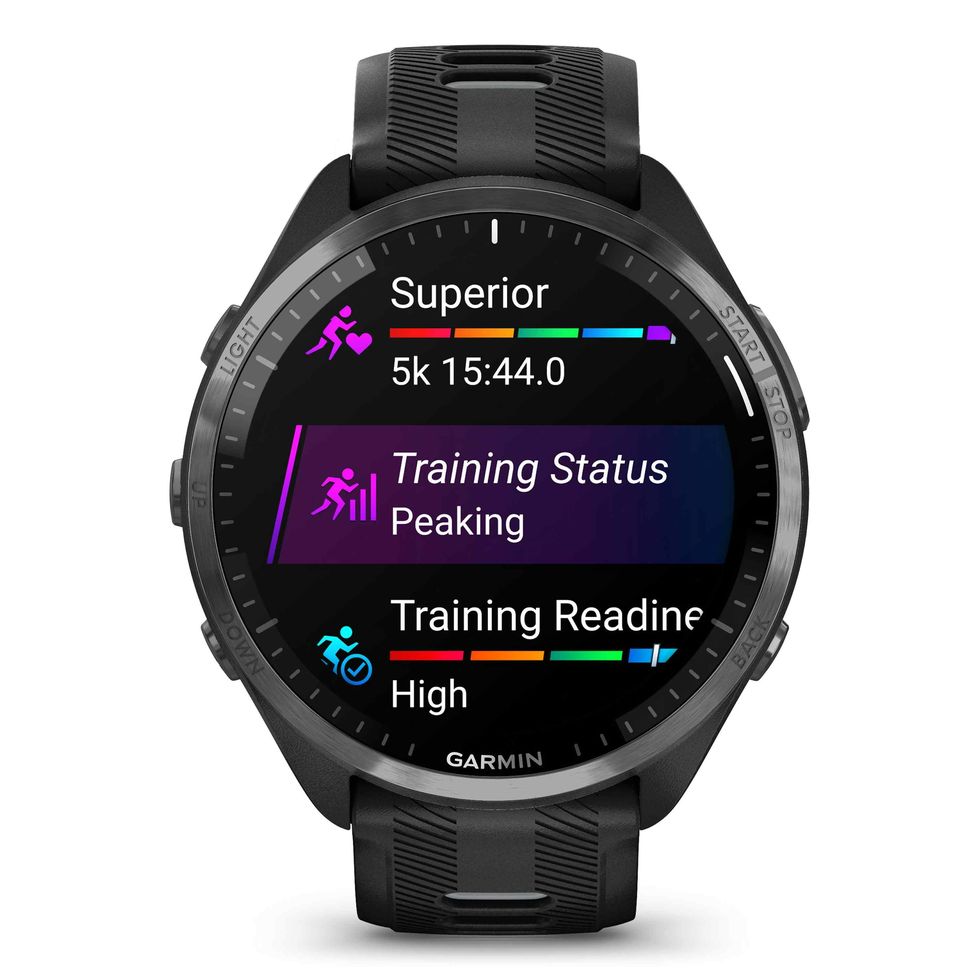 Superior
5k 15:44.0
Training Status
Peaking
Training Readine
High
GARMIN
LIGHT
UP
DOWN
START
STOP
BACK